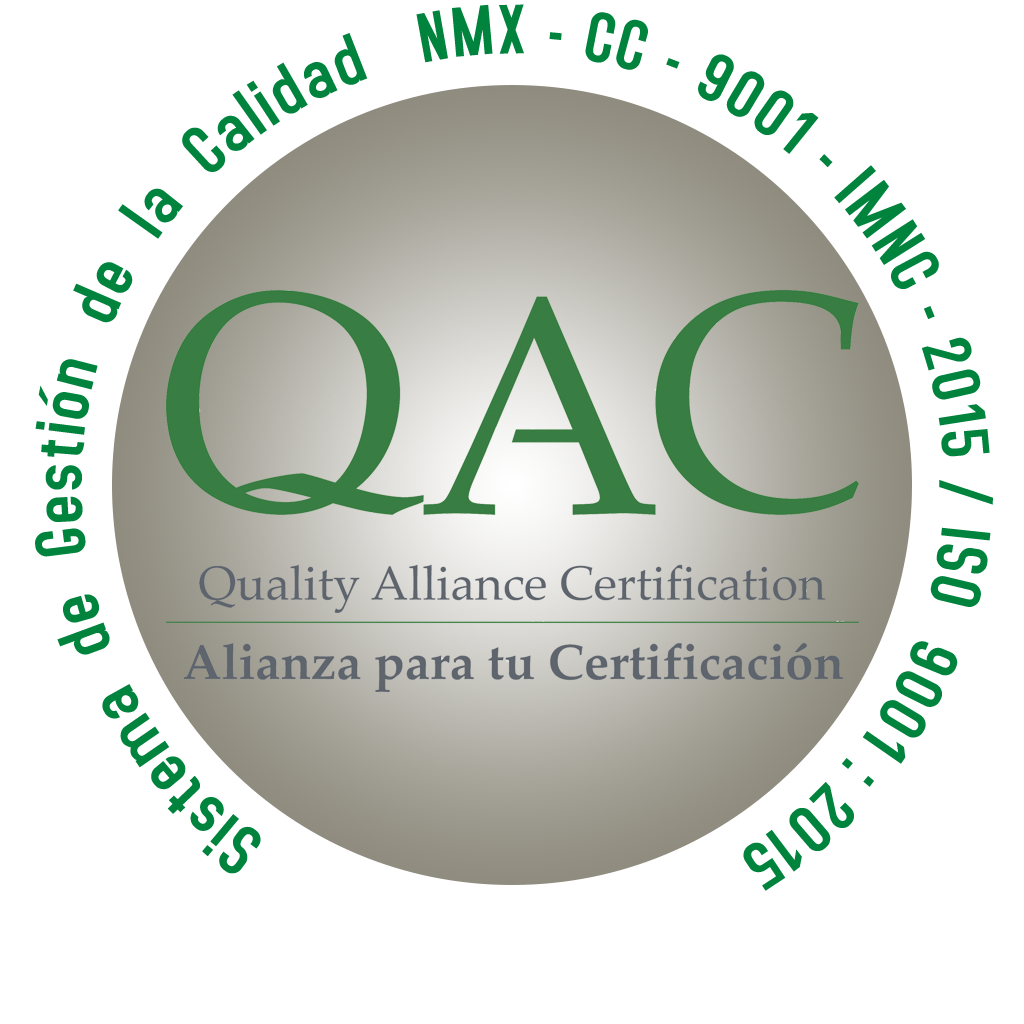 Sistema de Gestión de la Calidad NMX - CC - 9001 - IMNC - 2015 / ISO 9001 : 2015
QAC
Quality Alliance Certification
Alianza para tu Certificación